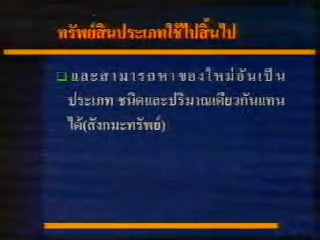 ทรัพย์สินประเภทใช้ไปสิ้นไป
และสามารถหาของใหม่อันเป็น
ประเภท ชนิดและปริมาณเดียวกันแทน
ได้(สังกมะทรัพย์)